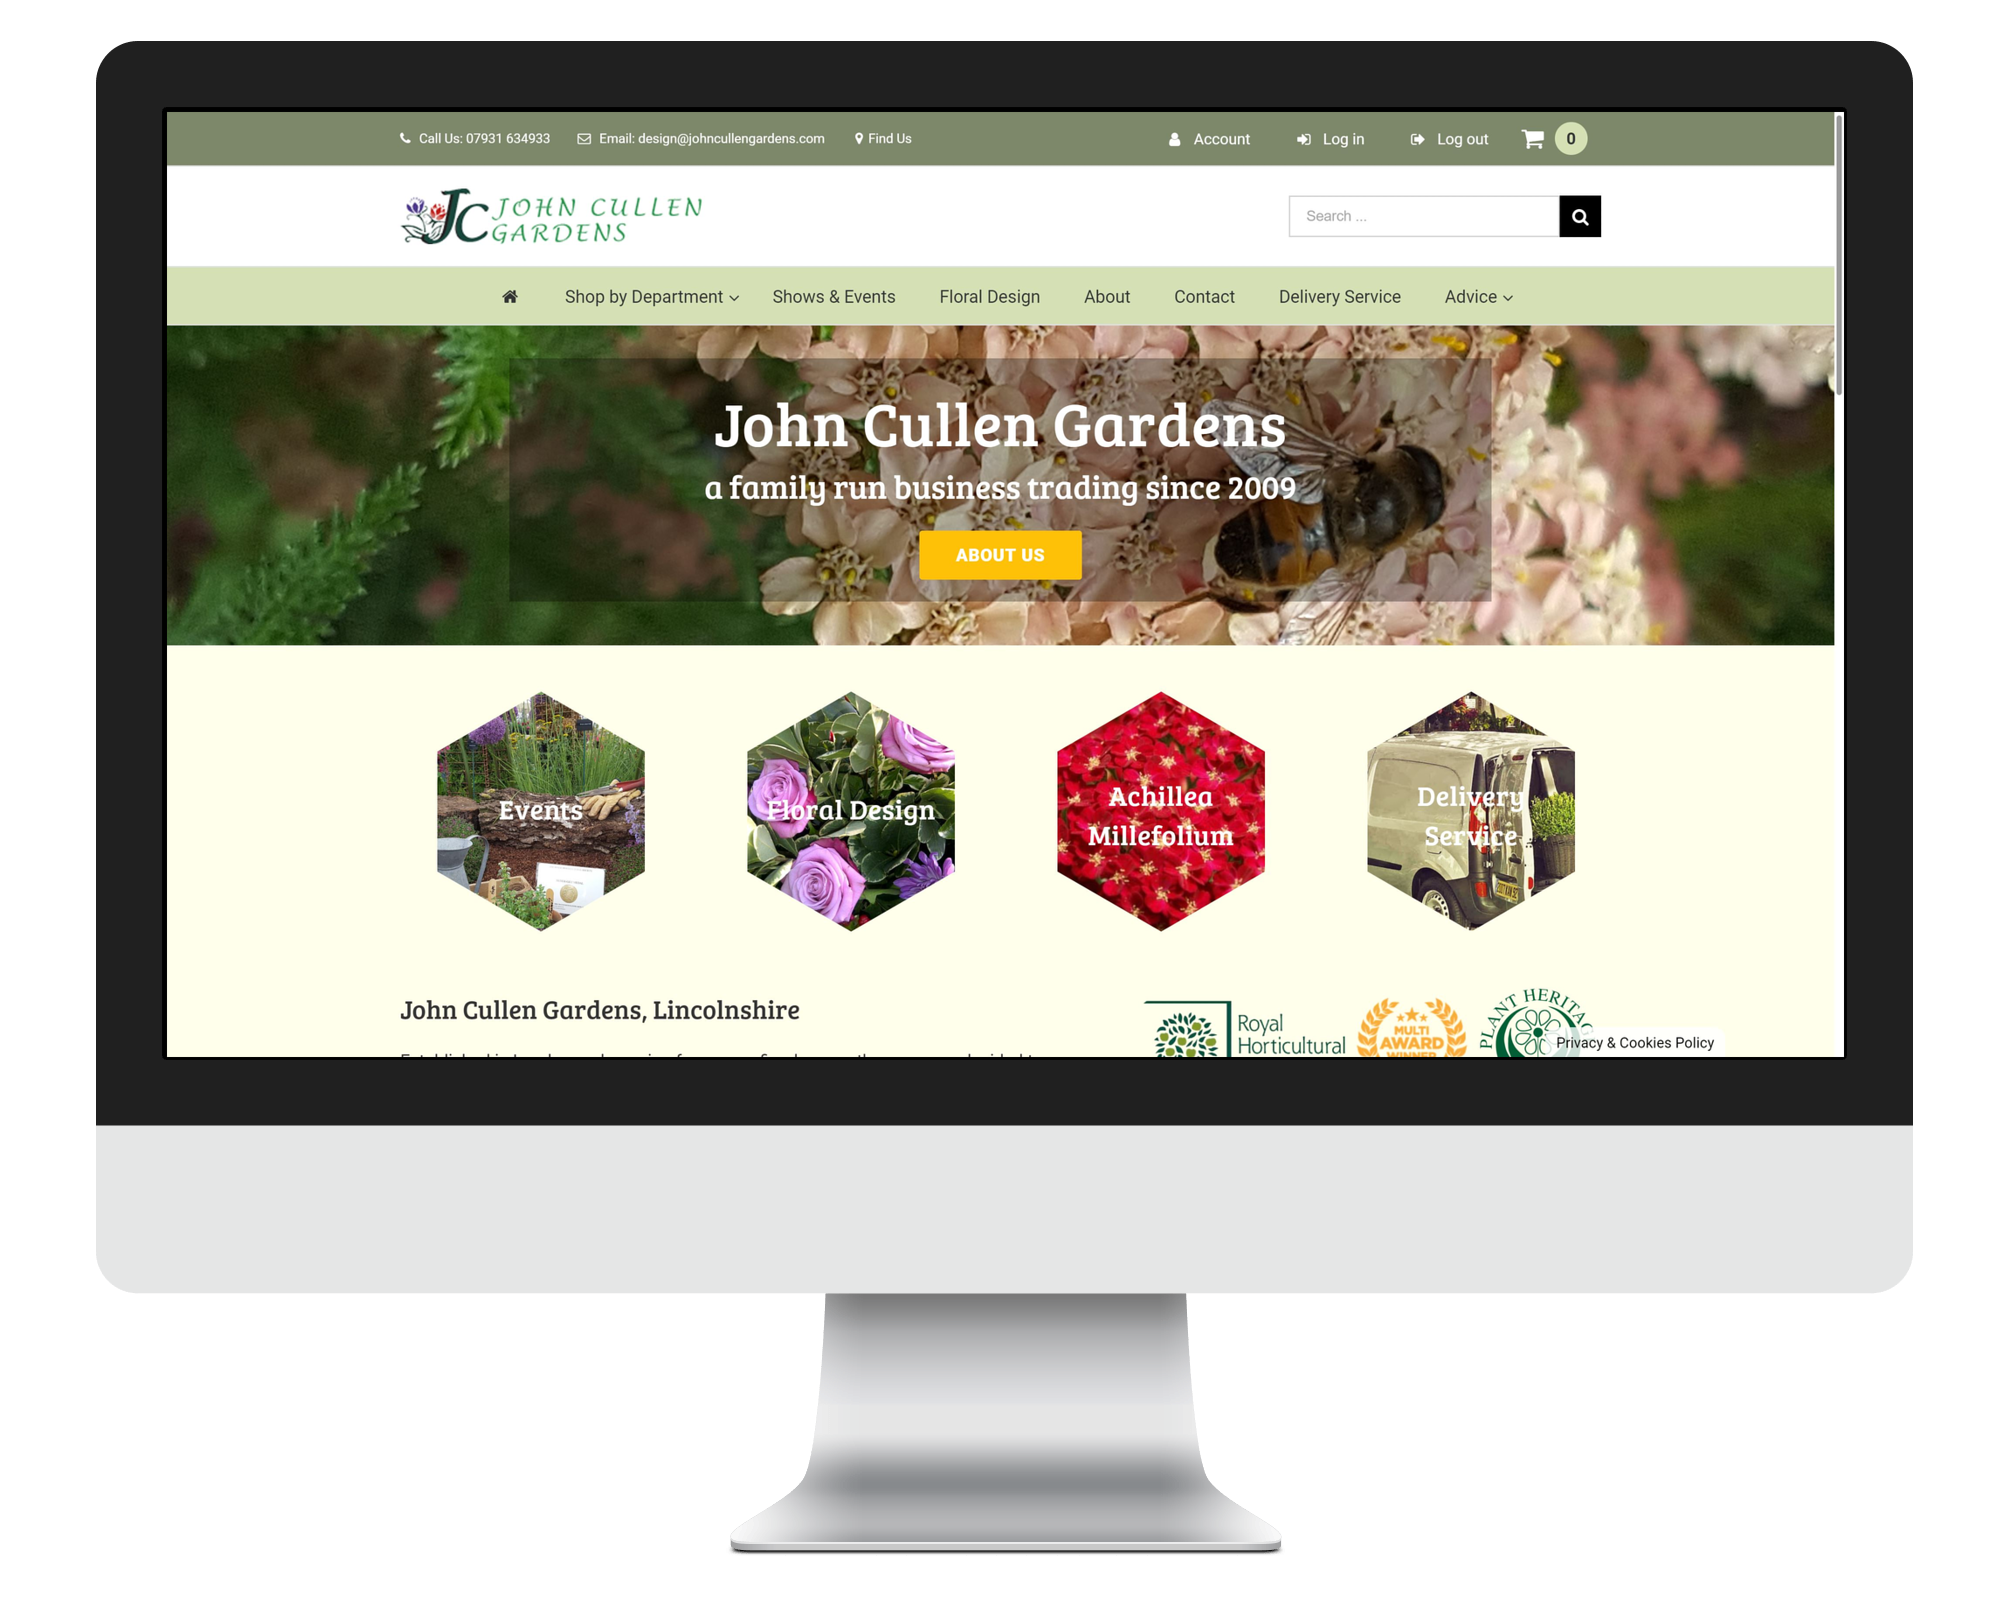 Call Us: 07931 634933 Email: design@johncullengardens.com Find Us Account Log in Log out 0
JC JOHN CULLEN
GARDENS
Search ...
Shop by Department Shows & Events Floral Design About Contact Delivery Service Advice
John Cullen Gardens
a family run business trading since 2009
ABOUT US
Events
Floral Design
Achillea
Millefolium
Delivery
Service
John Cullen Gardens, Lincolnshire
Royal
Horticultural
MULTI
AWARD
WINNER
PLANT HERITAG
Privacy & Cookies Policy